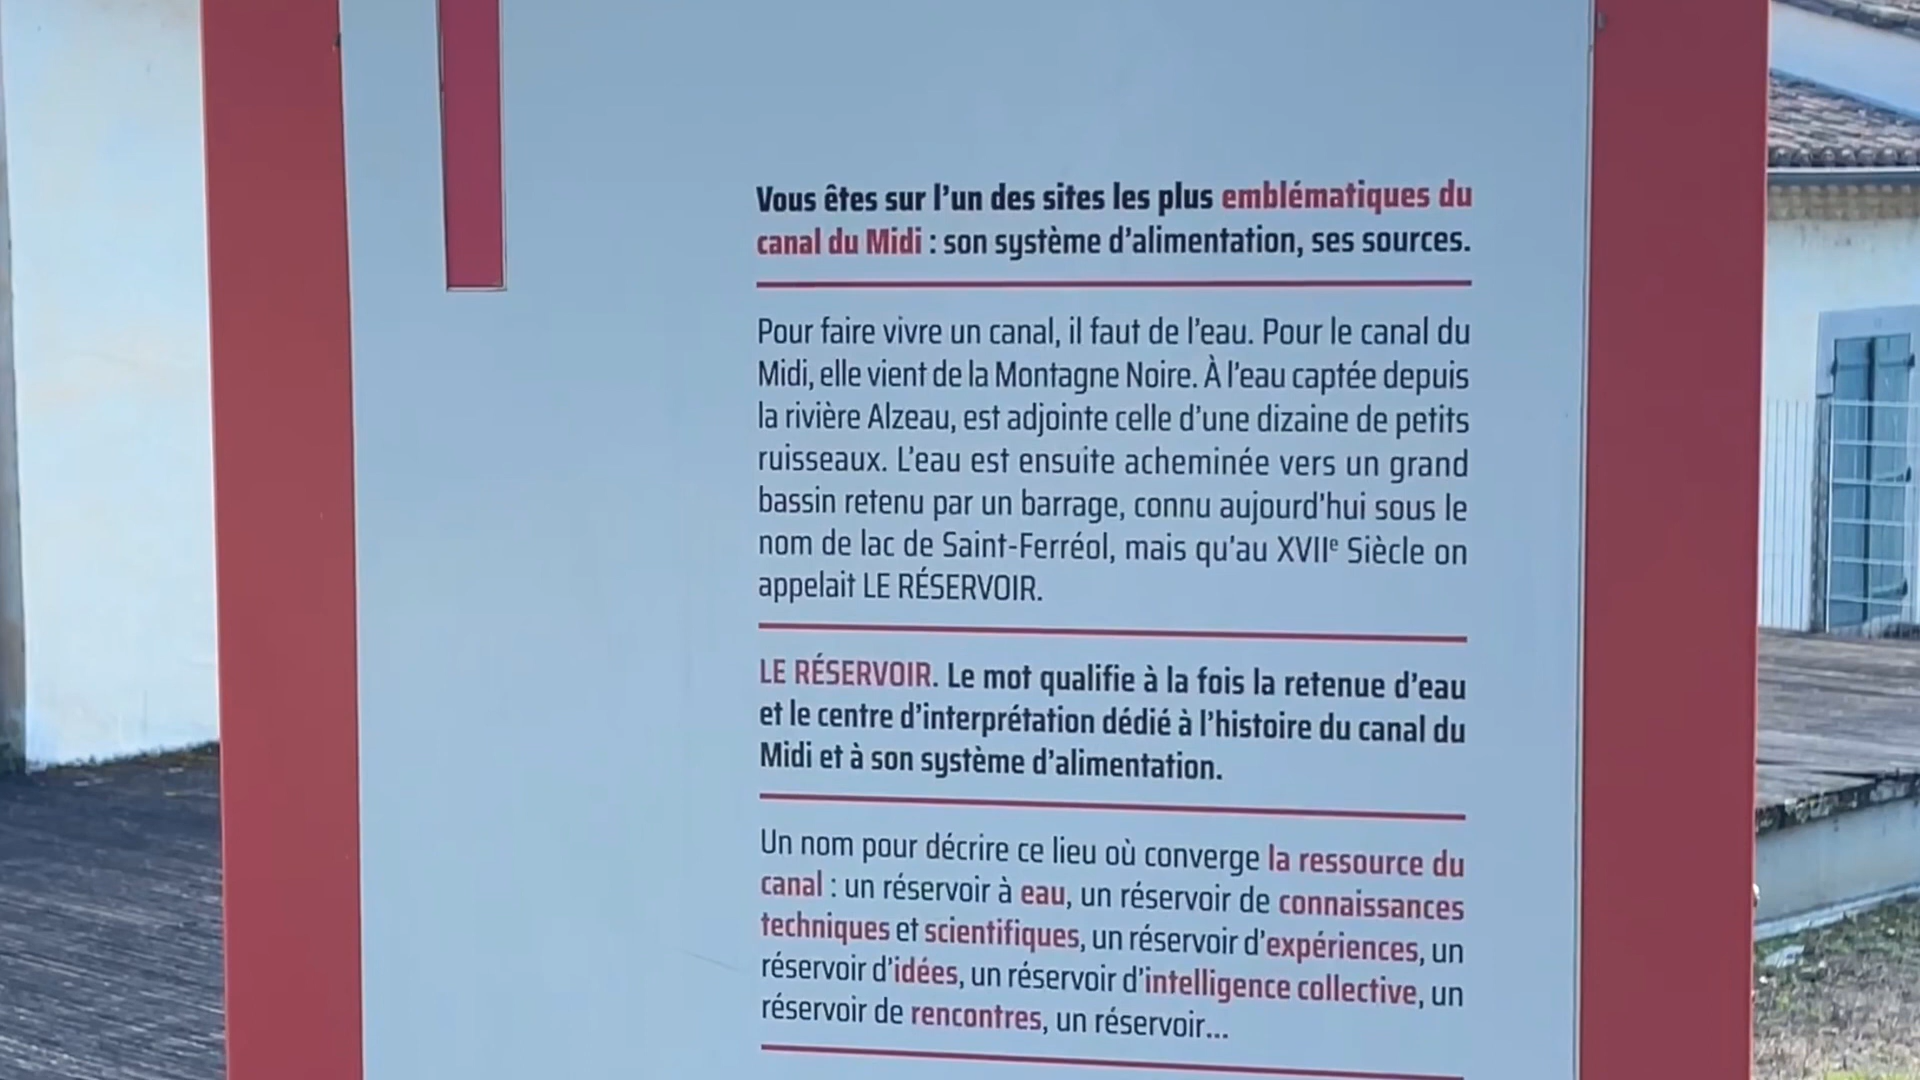 Vous êtes sur l'un des sites les plus emblématiques du
canal du Midi : son système d'alimentation, ses sources.
Pour faire vivre un canal, il faut de l'eau. Pour le canal du
Midi, elle vient de la Montagne Noire. À l'eau captée depuis
la rivière Alzeau, est adjointe celle d'une dizaine de petits
ruisseaux. L'eau est ensuite acheminée vers un grand
bassin retenu par un barrage, connu aujourd'hui sous le
nom de lac de Saint-Ferréol, mais qu'au XVIIᵉ Siècle on
appelait LE RÉSERVOIR.
LE RÉSERVOIR. Le mot qualifie à la fois la retenue d'eau
et le centre d'interprétation dédié à l'histoire du canal du
Midi et à son système d'alimentation.
Un nom pour décrire ce lieu où converge la ressource du
canal : un réservoir à eau, un réservoir de connaissances
techniques et scientifiques, un réservoir d'expériences, un
réservoir d'idées, un réservoir d'intelligence collective, un
réservoir de rencontres, un réservoir...